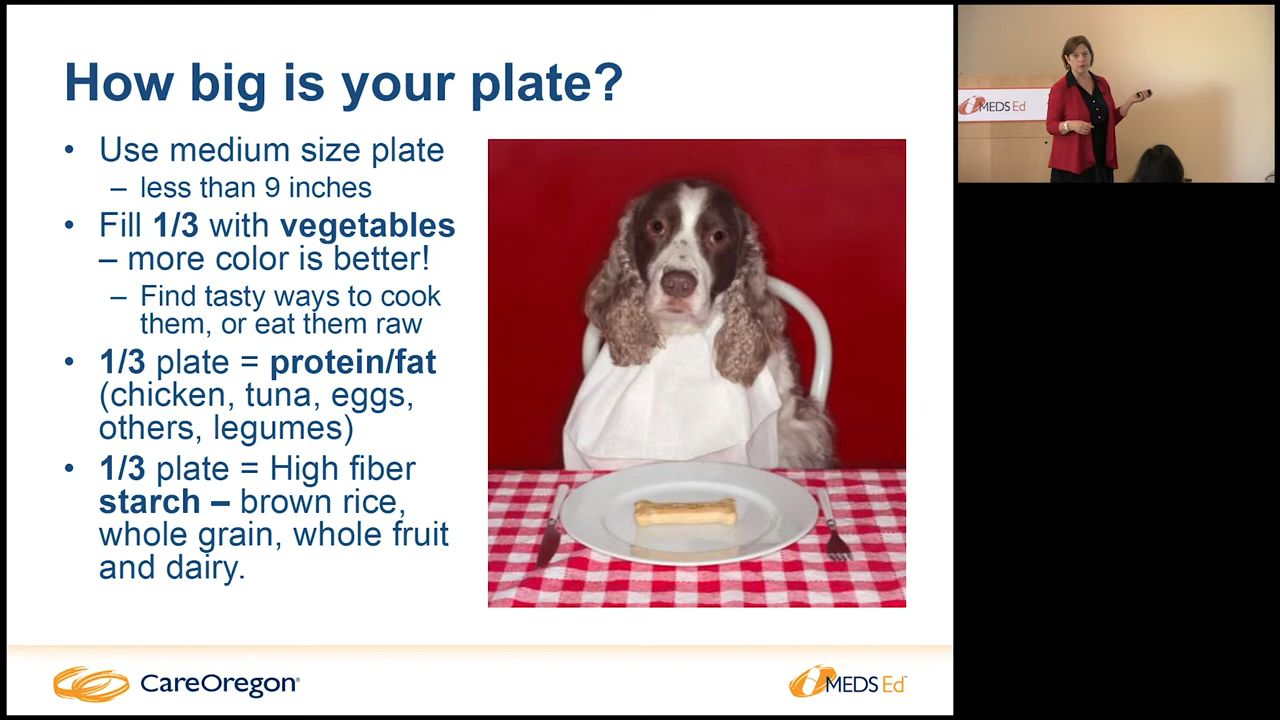 How big is your plate?
• Use medium size plate
– less than 9 inches
• Fill 1/3 with vegetables
– more color is better!
– Find tasty ways to cook
them, or eat them raw
• 1/3 plate = protein/fat
(chicken, tuna, eggs,
others, legumes)
• 1/3 plate = High fiber
starch – brown rice,
whole grain, whole fruit
and dairy.
CareOregon®
MEDS Ed
MEDS Ed